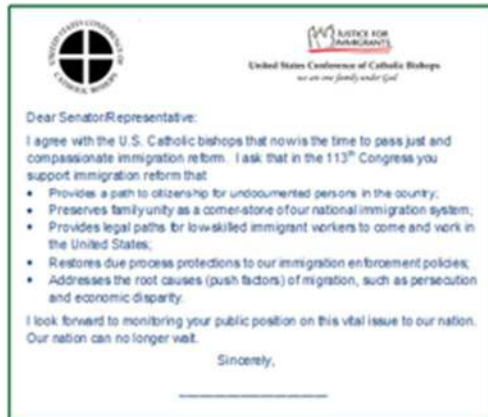 UNITED STATES CONFERENCE OF CATHOLIC BISHOPS
JUSTICE FOR
IMMIGRANTS
United States Conference of Catholic Bishops
we are one family under God
Dear Senator/Representative:
I agree with the U.S. Catholic bishops that now is the time to pass just and
compassionate immigration reform. I ask that in the 113th Congress you
support immigration reform that
• Provides a path to citizenship for undocumented persons in the country;
• Preserves family unity as a corner-stone of our national immigration system;
• Provides legal paths for low-skilled immigrant workers to come and work in
the United States;
• Restores due process protections to our immigration enforcement policies;
• Addresses the root causes (push factors) of migration, such as persecution
and economic disparity.
I look forward to monitoring your public position on this vital issue to our nation.
Our nation can no longer wait.
Sincerely,